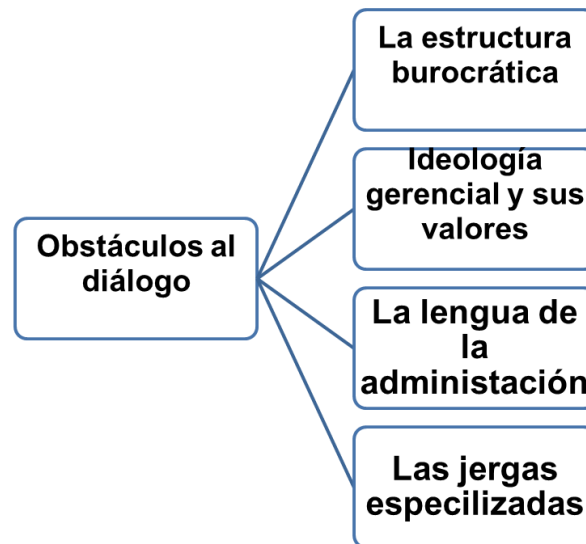 Obstáculos al
diálogo
La estructura
burocrática
Ideología
gerencial y sus
valores
La lengua de
la
administación
Las jergas
especilizadas